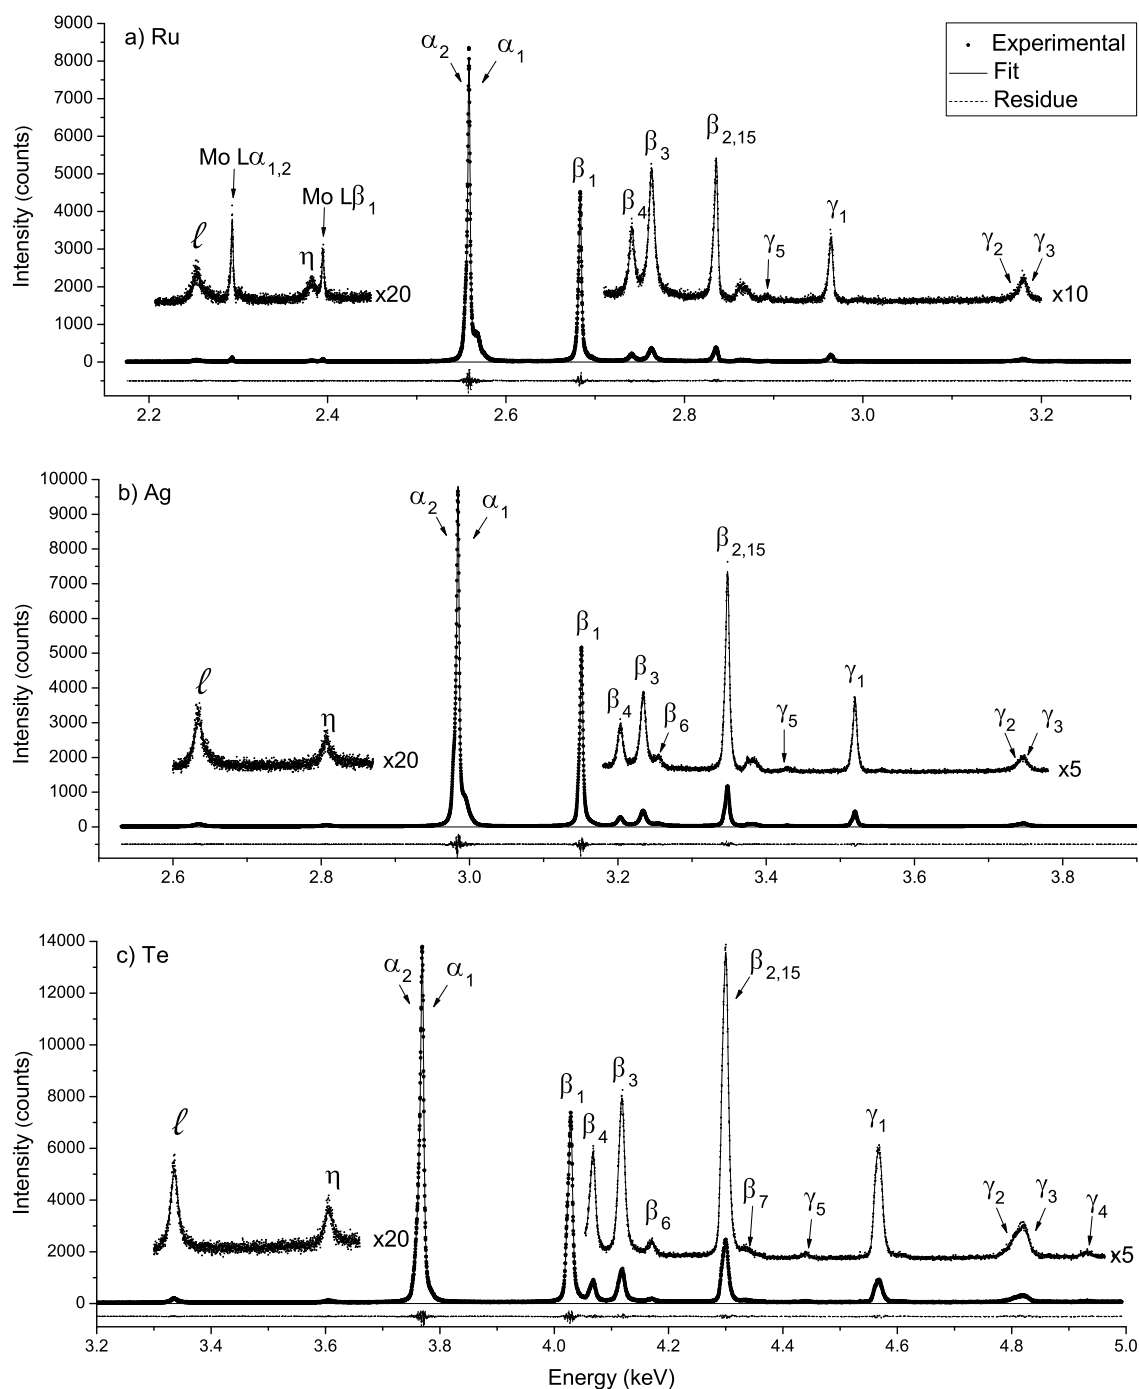 a) Ru
Experimental
Fit
Residue
Intensity (counts)
9000
8000
7000
6000
5000
4000
3000
2000
1000
0
ℓ
Mo Lα1,2
η
Mo Lβ1
x20
α2
α1
β1
β4
β3
β2,15
γ5
γ1
γ2
γ3
x10
2.2 2.4 2.6 2.8 3.0 3.2
b) Ag
Intensity (counts)
10000
9000
8000
7000
6000
5000
4000
3000
2000
1000
0
ℓ
η
x20
α2
α1
β1
β4
β3
β6
β2,15
γ5
γ1
γ2
γ3
x5
2.6 2.8 3.0 3.2 3.4 3.6 3.8
c) Te
Intensity (counts)
14000
12000
10000
8000
6000
4000
2000
0
ℓ
η
x20
α2
α1
β1
β4
β3
β6
β2,15
β7
γ5
γ1
γ2
γ3
γ4
x5
3.2 3.4 3.6 3.8 4.0 4.2 4.4 4.6 4.8 5.0
Energy (keV)